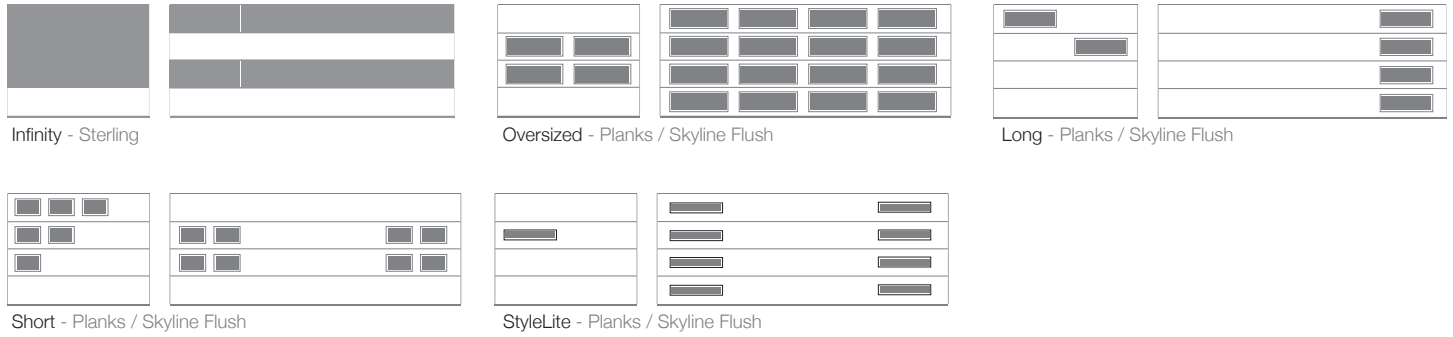 Infinity - Sterling
Oversized - Planks / Skyline Flush
Long - Planks / Skyline Flush
Short - Planks / Skyline Flush
StyleLite - Planks / Skyline Flush